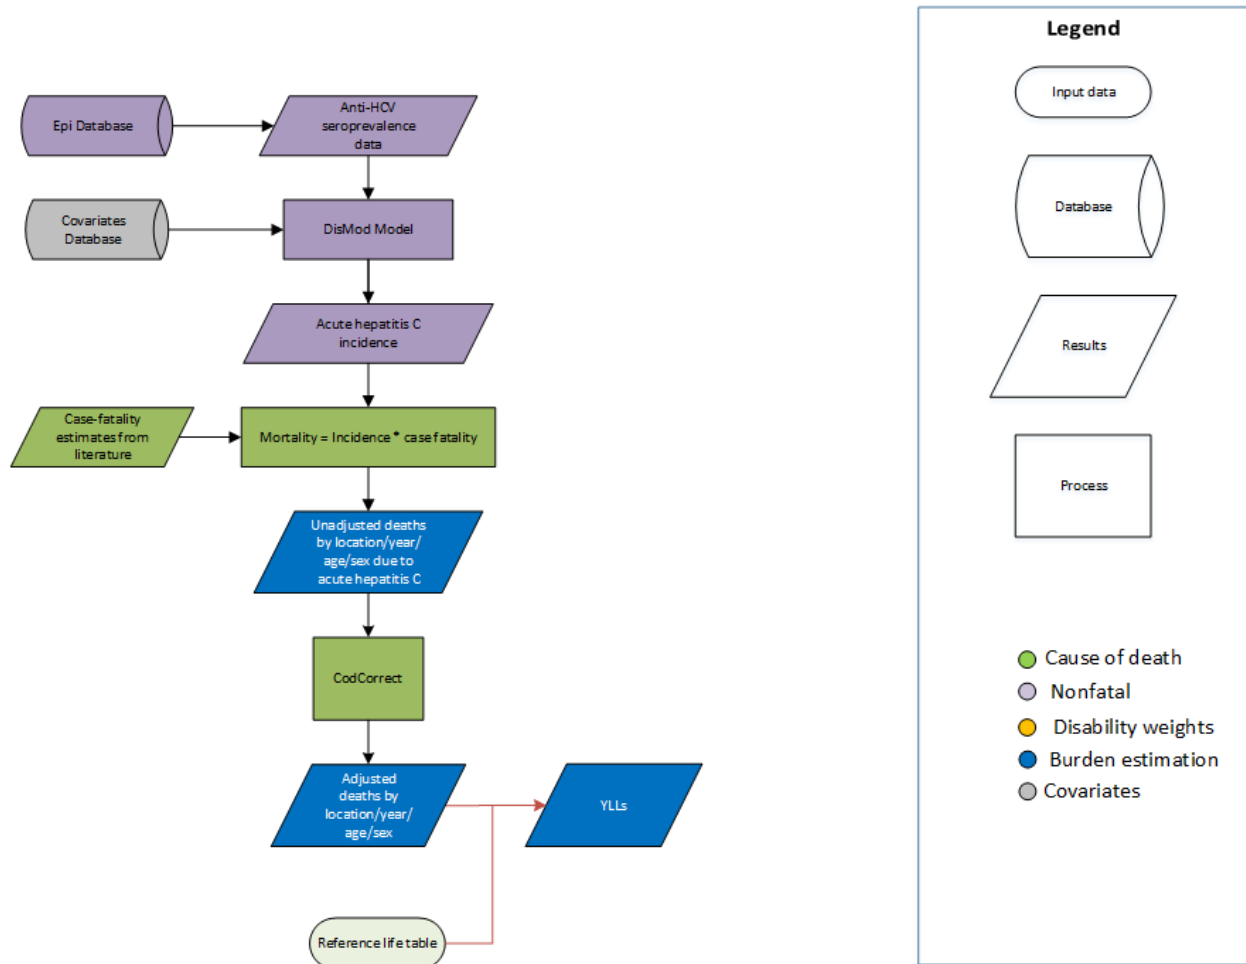 Epi Database
Anti-HCV
seroprevalence
data
Covariates
Database
DisMod Model
Acute hepatitis C
incidence
Case-fatality
estimates from
literature
Mortality = Incidence * case fatality
Unadjusted deaths
by location/year/
age/sex due to
acute hepatitis C
CodCorrect
Adjusted
deaths by
location/year/
age/sex
YLLs
Reference life table
Legend
Input data
Database
Results
Process
Cause of death
Nonfatal
Disability weights
Burden estimation
Covariates